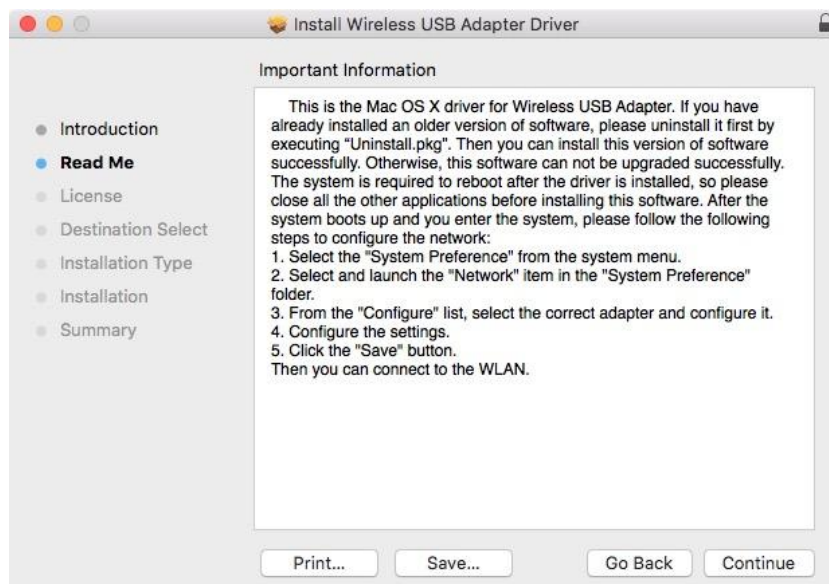 Install Wireless USB Adapter Driver
Important Information
Introduction
Read Me
License
Destination Select
Installation Type
Installation
Summary
This is the Mac OS X driver for Wireless USB Adapter. If you have
already installed an older version of software, please uninstall it first by
executing “Uninstall.pkg”. Then you can install this version of software
successfully. Otherwise, this software can not be upgraded successfully.
The system is required to reboot after the driver is installed, so please
close all the other applications before installing this software. After the
system boots up and you enter the system, please follow the following
steps to configure the network:
1. Select the "System Preference" from the system menu.
2. Select and launch the "Network" item in the "System Preference"
folder.
3. From the "Configure" list, select the correct adapter and configure it.
4. Configure the settings.
5. Click the "Save" button.
Then you can connect to the WLAN.
Print...
Save...
Go Back
Continue